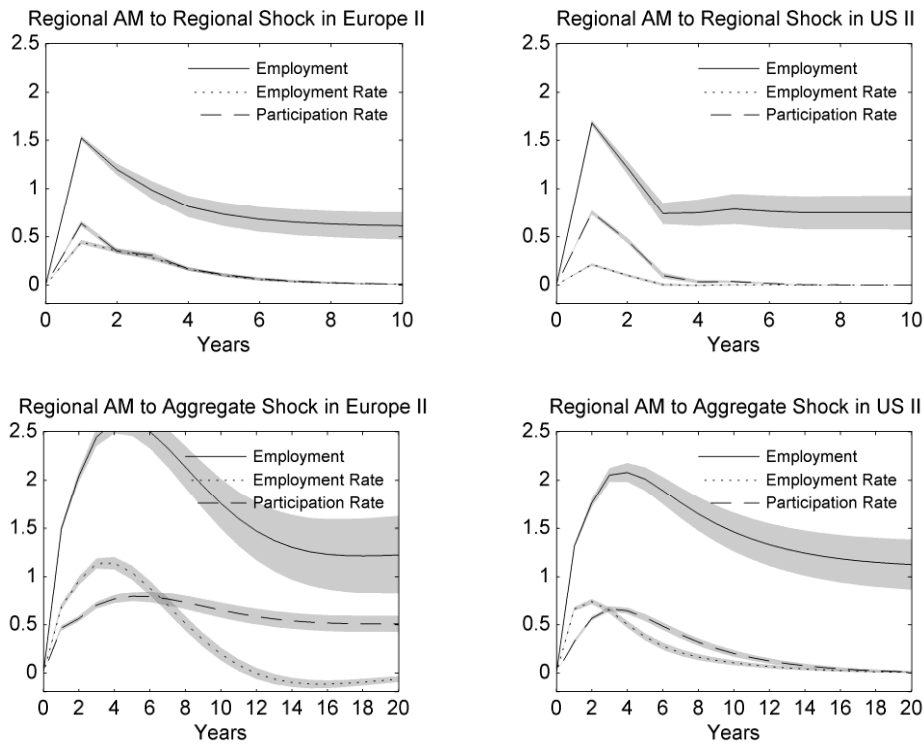 Regional AM to Regional Shock in Europe II
2.5
2
1.5
1
0.5
0
Employment
Employment Rate
Participation Rate
0 2 4 6 8 10
Years
Regional AM to Regional Shock in US II
2.5
2
1.5
1
0.5
0
Employment
Employment Rate
Participation Rate
0 2 4 6 8 10
Years
Regional AM to Aggregate Shock in Europe II
2.5
2
1.5
1
0.5
0
Employment
Employment Rate
Participation Rate
0 2 4 6 8 10 12 14 16 18 20
Years
Regional AM to Aggregate Shock in US II
2.5
2
1.5
1
0.5
0
Employment
Employment Rate
Participation Rate
0 2 4 6 8 10 12 14 16 18 20
Years